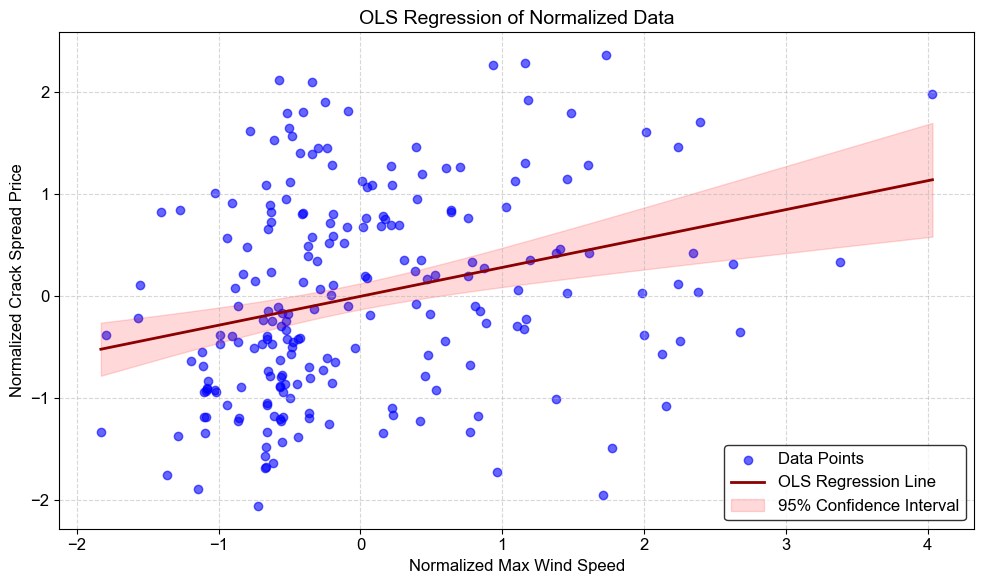 OLS Regression of Normalized Data
Normalized Crack Spread Price
2
1
0
−1
−2
−2
−1
0
1
2
3
4
Normalized Max Wind Speed
Data Points
OLS Regression Line
95% Confidence Interval